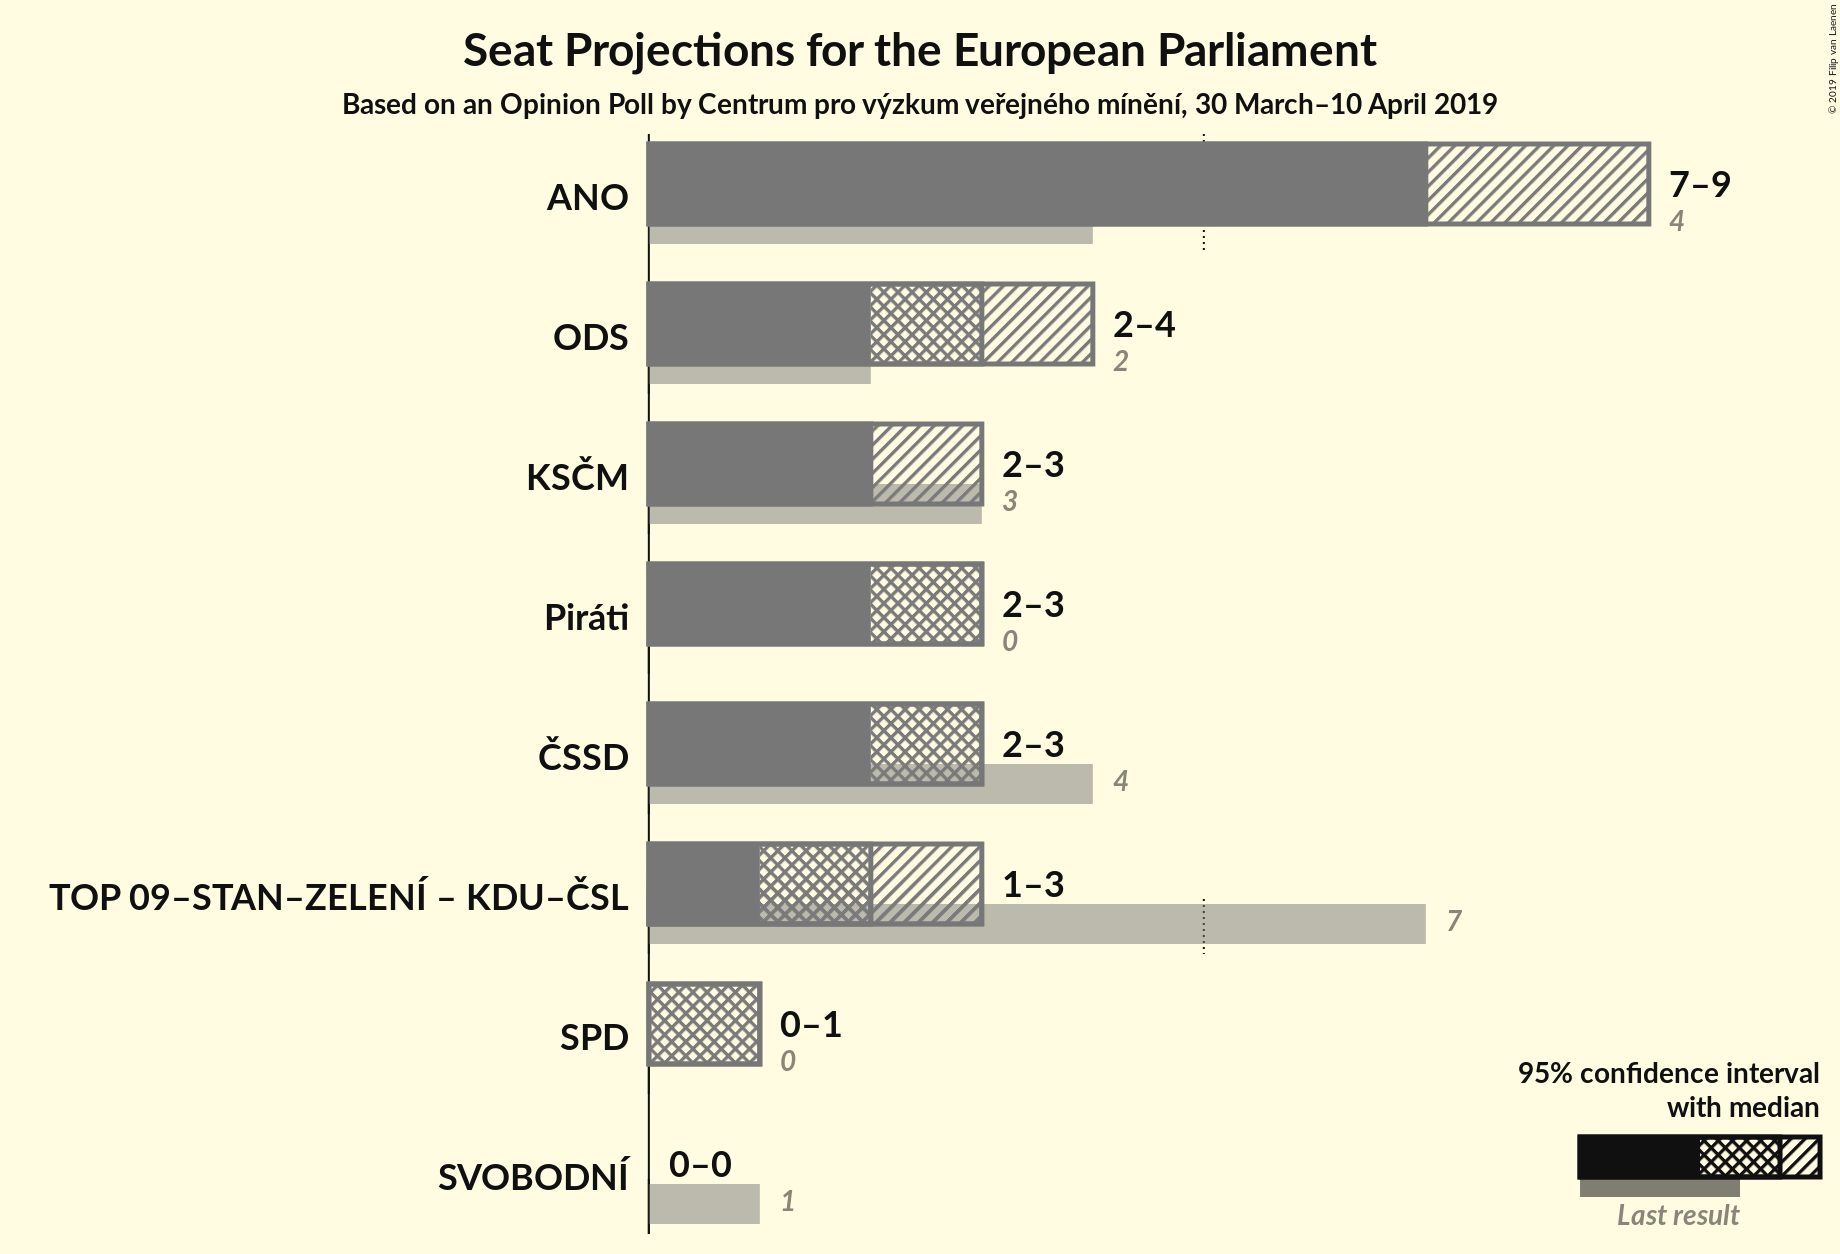 Seat Projections for the European Parliament
Based on an Opinion Poll by Centrum pro výzkum veřejného mínění, 30 March–10 April 2019
© 2019 Filip van Laenen
ANO
7–9
4
ODS
2–4
2
KSČM
2–3
3
Piráti
2–3
0
ČSSD
2–3
4
TOP 09–STAN–ZELENÍ – KDU–ČSL
1–3
7
SPD
0–1
0
SVOBODNÍ
0–0
1
95% confidence interval
with median
Last result